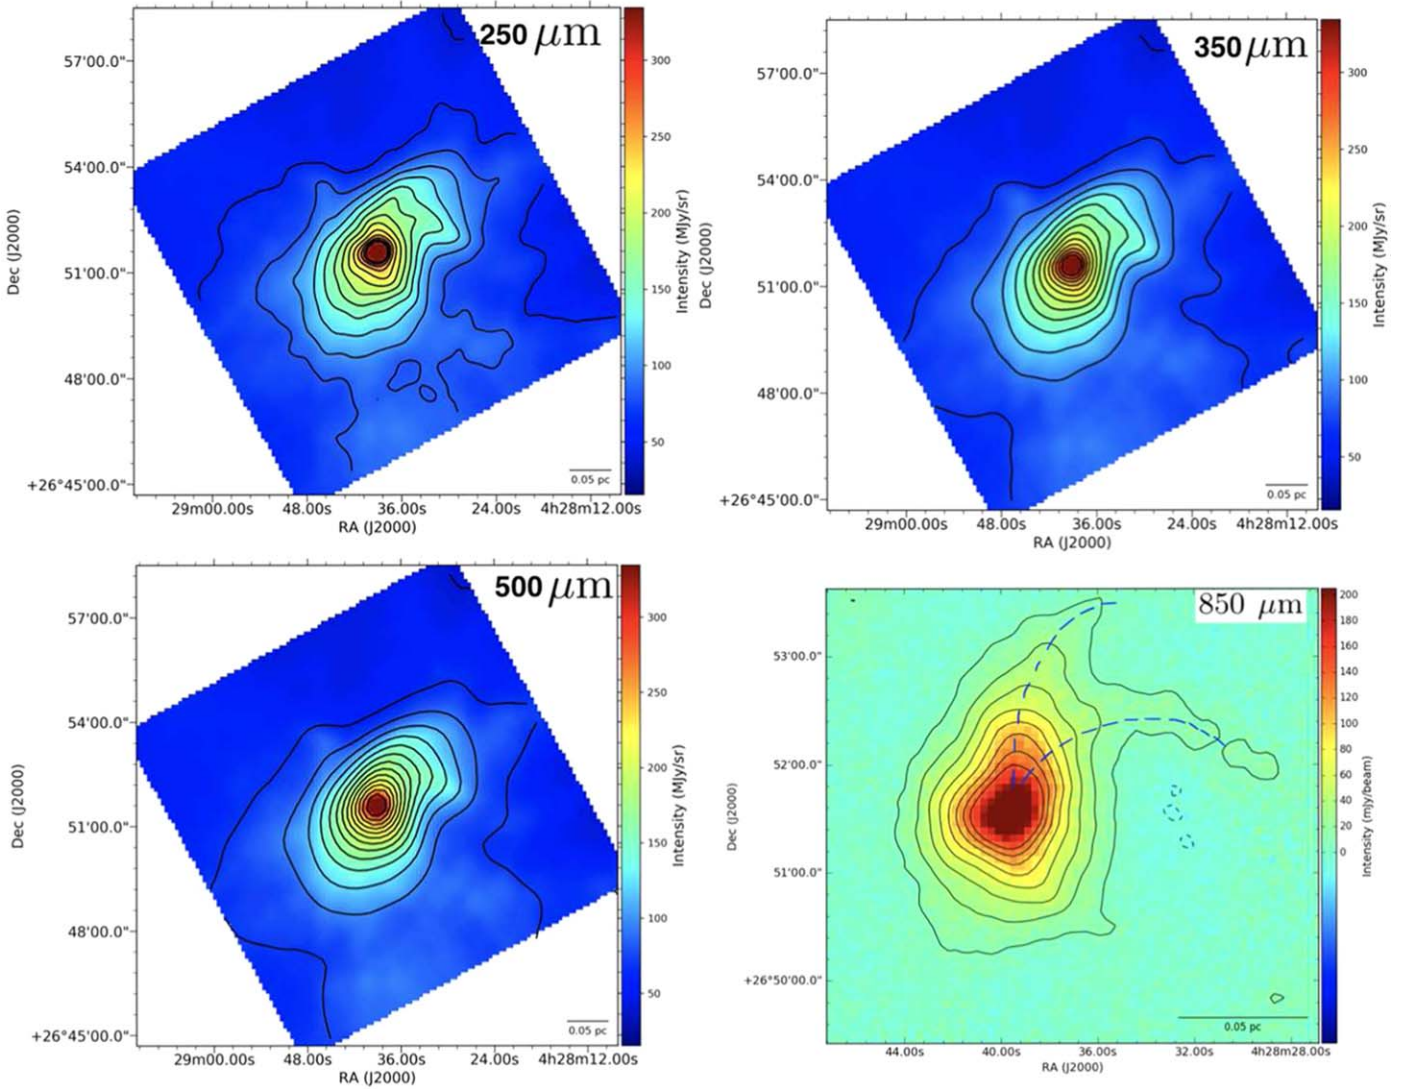 250 μm
57'00.0"
54'00.0"
51'00.0"
48'00.0"
+26°45'00.0"
Dec (J2000)
29m00.00s 48.00s 36.00s 24.00s 4h28m12.00s
RA (J2000)
0.05 pc
300
250
200
150
100
50
Intensity (MJy/sr)
350 μm
57'00.0"
54'00.0"
51'00.0"
48'00.0"
+26°45'00.0"
Dec (J2000)
29m00.00s 48.00s 36.00s 24.00s 4h28m12.00s
RA (J2000)
0.05 pc
300
250
200
150
100
50
Intensity (MJy/sr)
500 μm
57'00.0"
54'00.0"
51'00.0"
48'00.0"
+26°45'00.0"
Dec (J2000)
29m00.00s 48.00s 36.00s 24.00s 4h28m12.00s
RA (J2000)
0.05 pc
300
250
200
150
100
50
Intensity (MJy/sr)
850 μm
53'00.0"
52'00.0"
51'00.0"
+26°50'00.0"
Dec (J2000)
44.00s 40.00s 36.00s 32.00s 4h28m28.00s
RA (J2000)
0.05 pc
200
180
160
140
120
100
80
60
40
20
0
Intensity (mJy/beam)